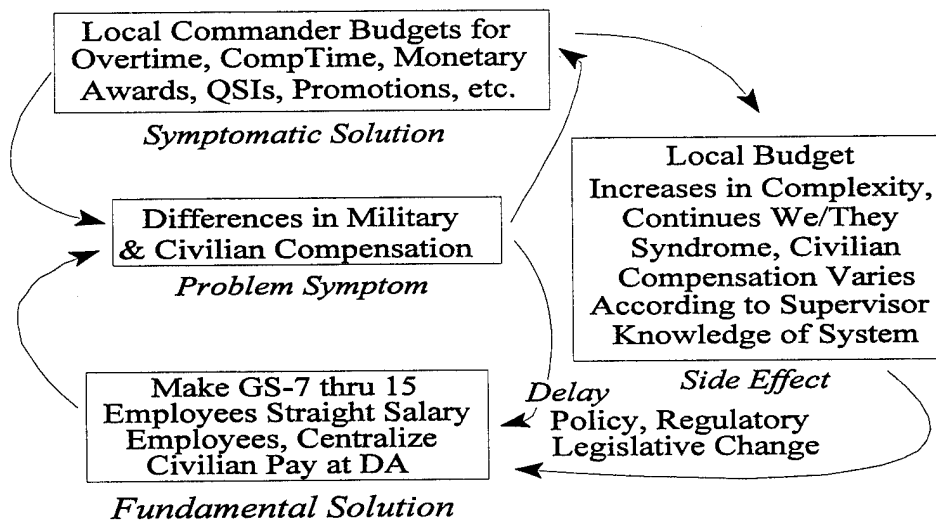 Local Commander Budgets for
Overtime, CompTime, Monetary
Awards, QSIs, Promotions, etc.
Symptomatic Solution
Differences in Military
& Civilian Compensation
Problem Symptom
Local Budget
Increases in Complexity,
Continues We/They
Syndrome, Civilian
Compensation Varies
According to Supervisor
Knowledge of System
Side Effect
Make GS-7 thru 15
Employees Straight Salary
Employees, Centralize
Civilian Pay at DA
Fundamental Solution
Delay
Policy, Regulatory
Legislative Change